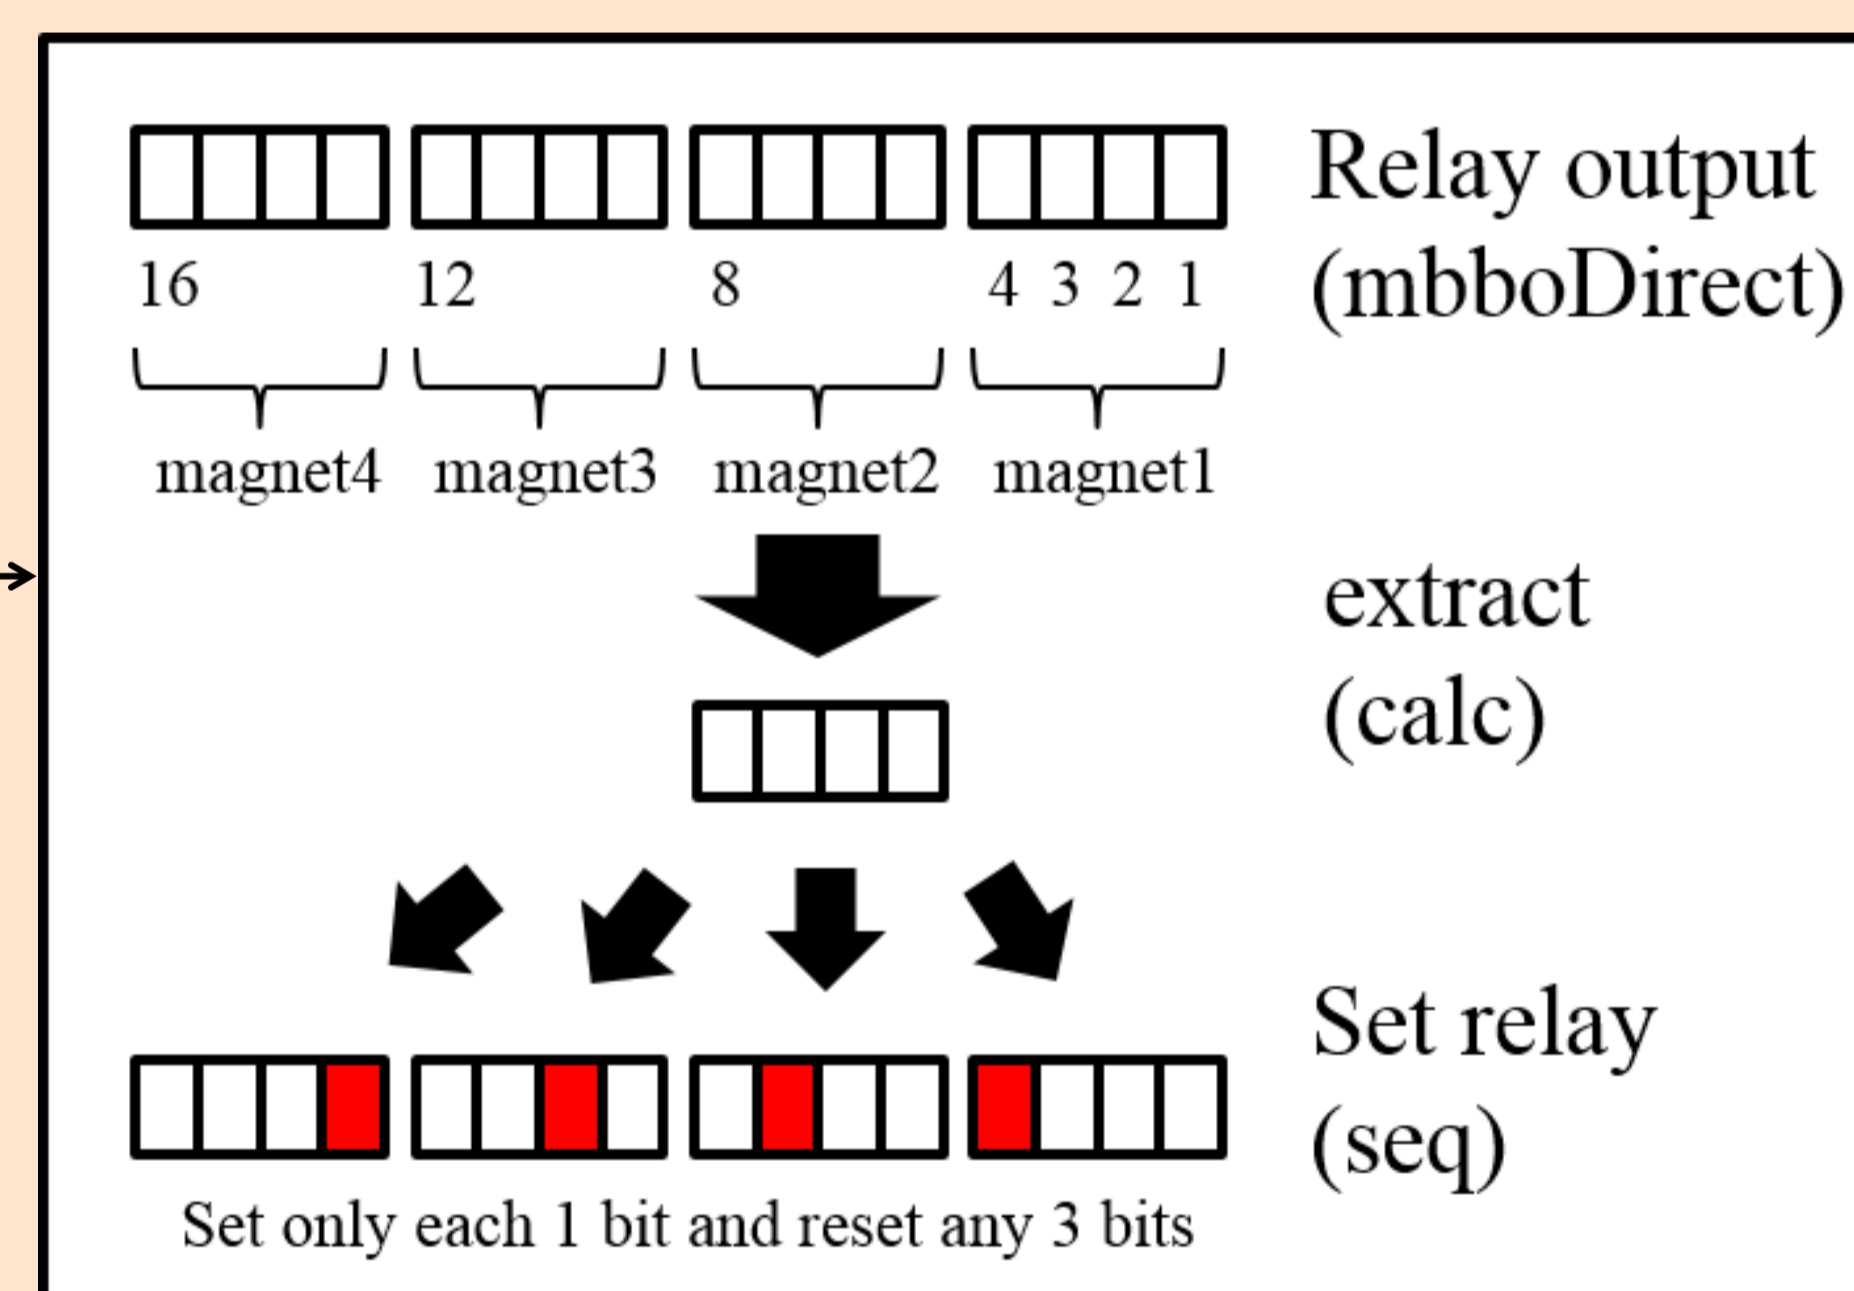 Relay output
(mbboDirect)
16 12 8 4 3 2 1
magnet4 magnet3 magnet2 magnet1
extract
(calc)
Set relay
(seq)
Set only each 1 bit and reset any 3 bits